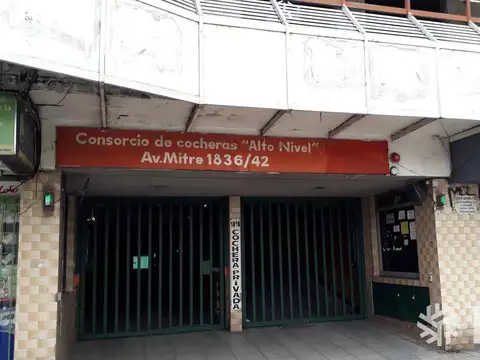 Consorcio de cocheras "Alto Nivel"
Av. Mitre 1836/42
COCHERA PRIVADA